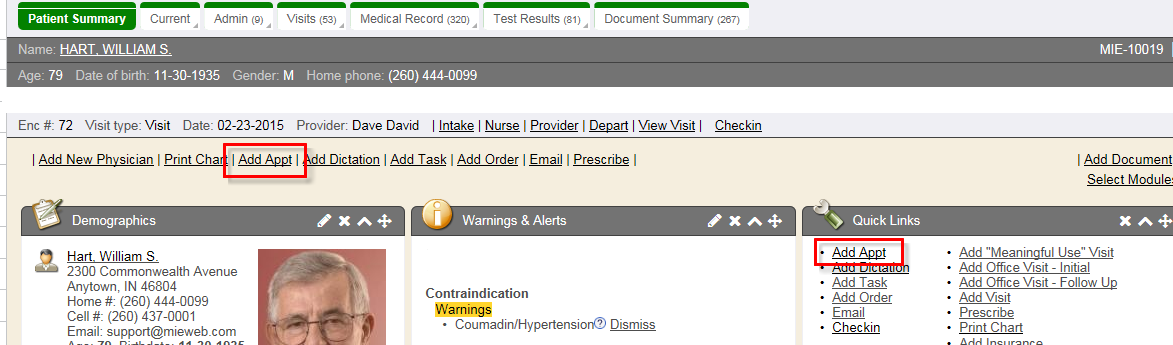 Patient Summary Current Admin (9) Visits (53) Medical Record (320) Test Results (81) Document Summary (267)
Name: HART, WILLIAM S. MIE-10019
Age: 79 Date of birth: 11-30-1935 Gender: M Home phone: (260) 444-0099
Enc #: 72 Visit type: Visit Date: 02-23-2015 Provider: Dave David | Intake | Nurse | Provider | Depart | View Visit | Checkin
| Add New Physician | Print Chart | Add Appt | Add Dictation | Add Task | Add Order | Email | Prescribe | | Add Document
Select Modules
Demographics
Hart, William S.
2300 Commonwealth Avenue
Anytown, IN 46804
Home #: (260) 444-0099
Cell #: (260) 437-0001
Email: support@mieweb.com
Age: 79 Birthdate: 11-30-1935
Warnings & Alerts
Contraindication
Warnings
• Coumadin/Hypertension? Dismiss
Quick Links
• Add Appt
• Add Dictation
• Add Task
• Add Order
• Email
• Checkin
• Add "Meaningful Use" Visit
• Add Office Visit - Initial
• Add Office Visit - Follow Up
• Add Visit
• Prescribe
• Print Chart
• Add Insurance